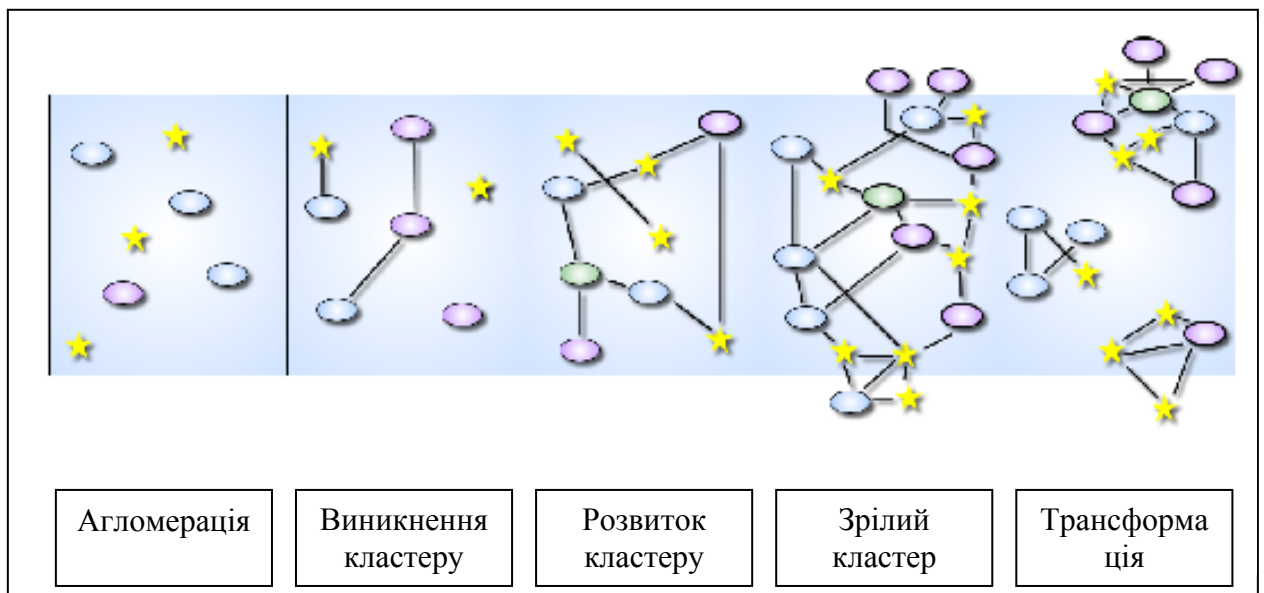 Агломерація
Виникнення
кластеру
Розвиток
кластеру
Зрілий
кластер
Трансформа
ція